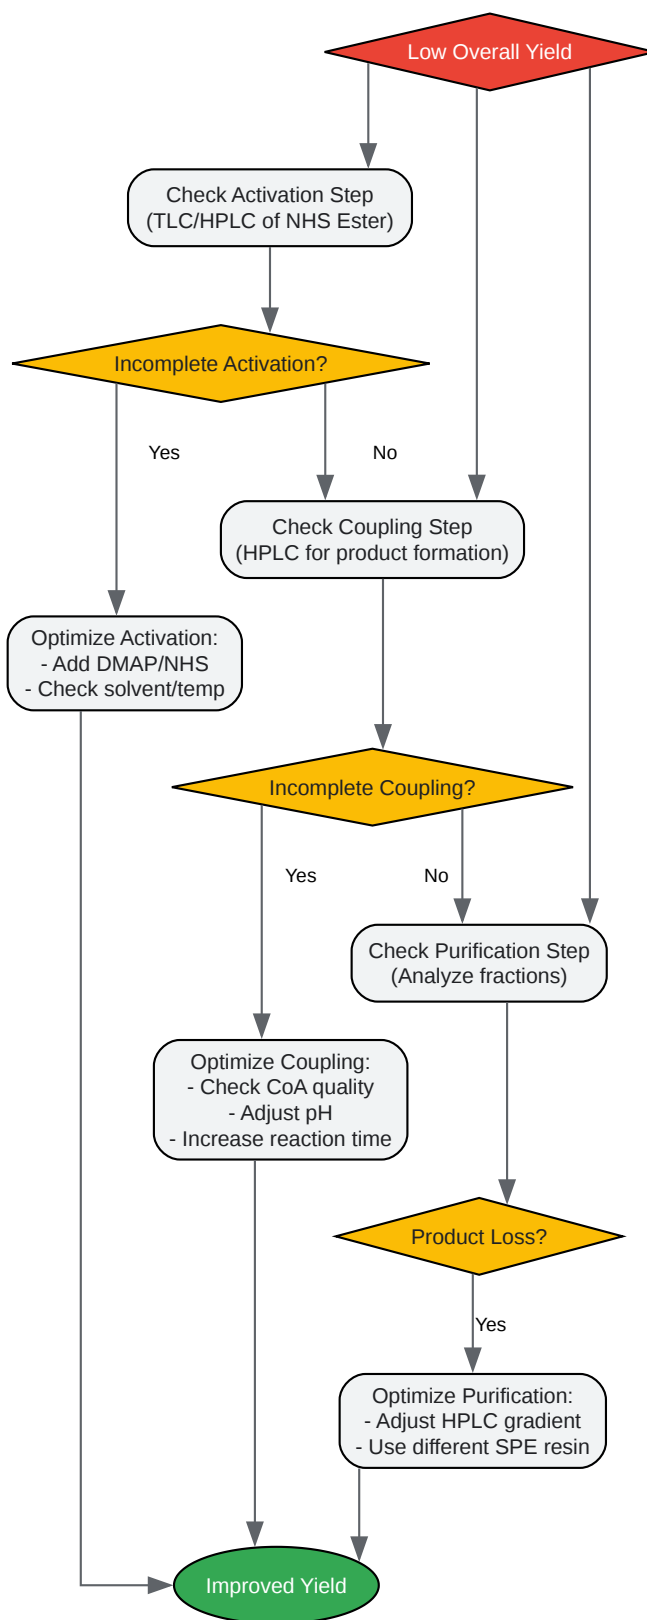 Low Overall Yield
Check Activation Step
(TLC/HPLC of NHS Ester)
Incomplete Activation?
Yes
No
Check Coupling Step
(HPLC for product formation)
Optimize Activation:
- Add DMAP/NHS
- Check solvent/temp
Incomplete Coupling?
Yes
No
Check Purification Step
(Analyze fractions)
Optimize Coupling:
- Check CoA quality
- Adjust pH
- Increase reaction time
Product Loss?
Yes
Optimize Purification:
- Adjust HPLC gradient
- Use different SPE resin
Improved Yield